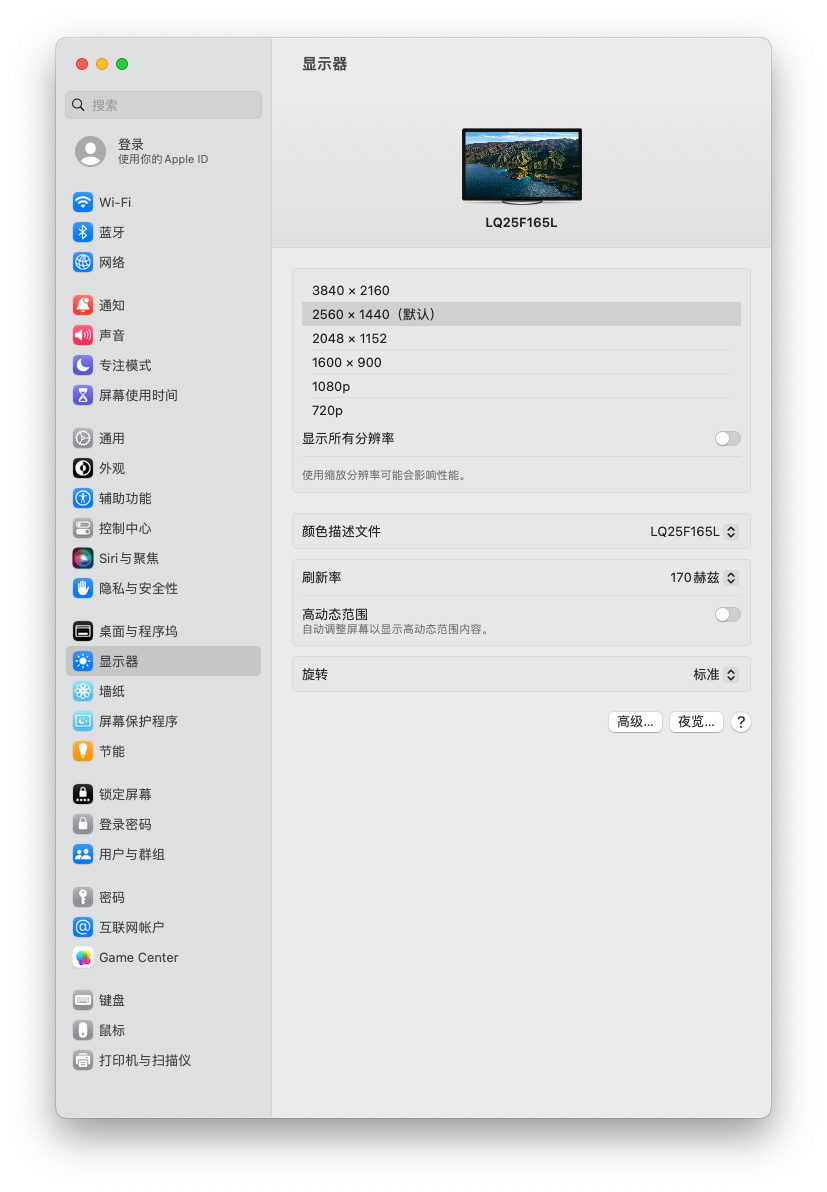 显示器
搜索
登录
使用你的 Apple ID
Wi-Fi
蓝牙
网络
通知
声音
专注模式
屏幕使用时间
通用
外观
辅助功能
控制中心
Siri与聚焦
隐私与安全性
桌面与程序坞
显示器
墙纸
屏幕保护程序
节能
锁定屏幕
登录密码
用户与群组
密码
互联网帐户
Game Center
键盘
鼠标
打印机与扫描仪
LQ25F165L
3840 × 2160
2560 × 1440（默认）
2048 × 1152
1600 × 900
1080p
720p
显示所有分辨率
使用缩放分辨率可能会影响性能。
颜色描述文件 LQ25F165L
刷新率 170赫兹
高动态范围
自动调整屏幕以显示高动态范围内容。
旋转 标准
高级... 夜览... ?